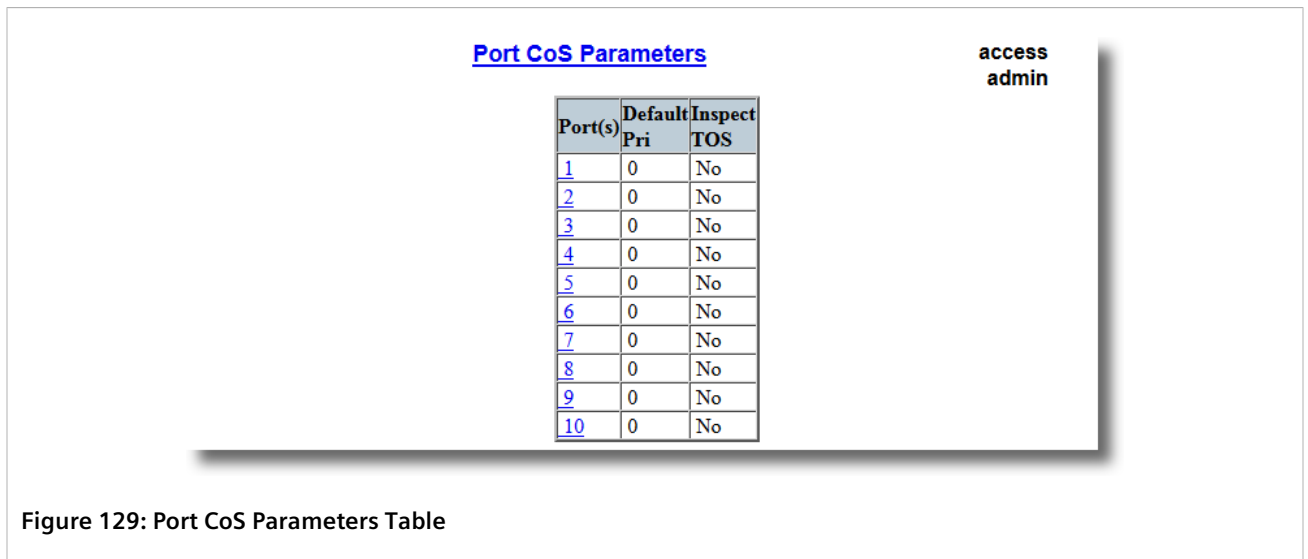 Port CoS Parameters
access
admin
Port(s) Default Pri Inspect TOS
1 0 No
2 0 No
3 0 No
4 0 No
5 0 No
6 0 No
7 0 No
8 0 No
9 0 No
10 0 No
Figure 129: Port CoS Parameters Table